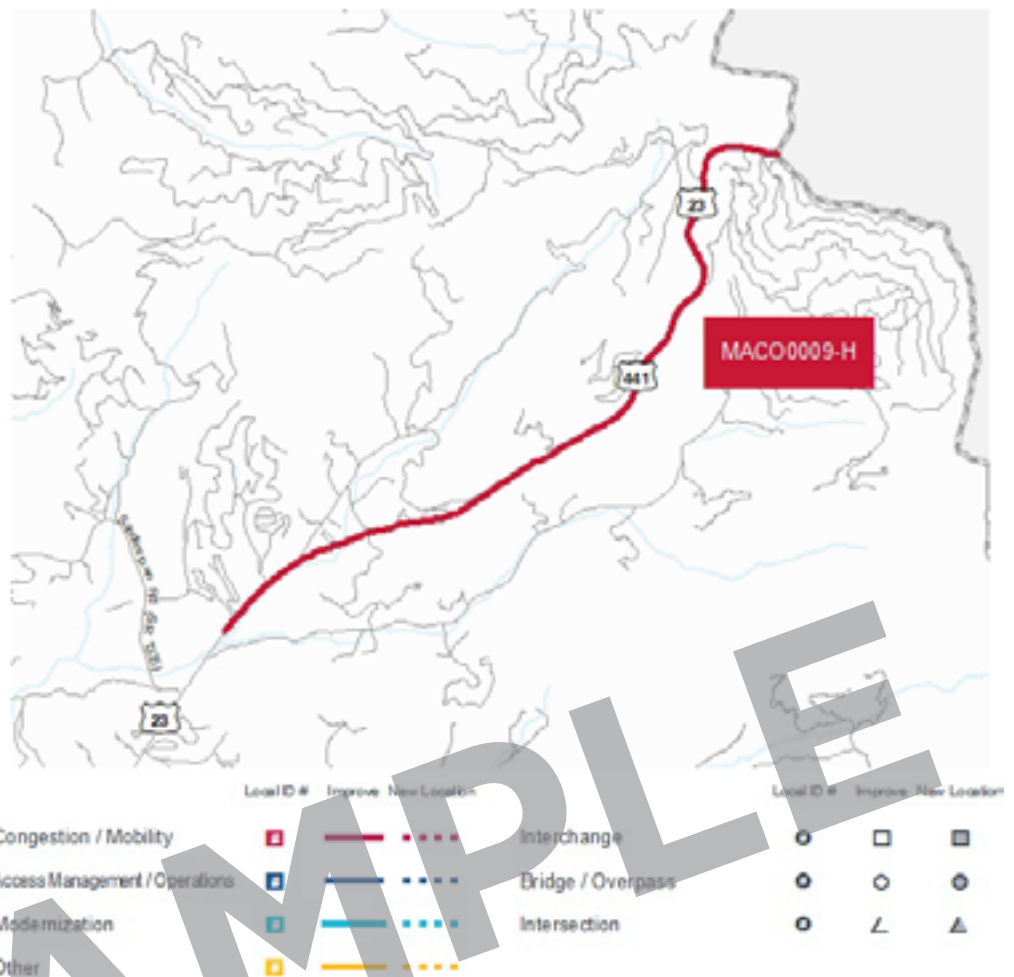 23
MACO0009-H
441
23
Local ID # Improve New Location Local ID # Improve New Location
Congestion / Mobility Interchange
Access Management / Operations Bridge / Overpass
Modernization Intersection
Other
AMPLE